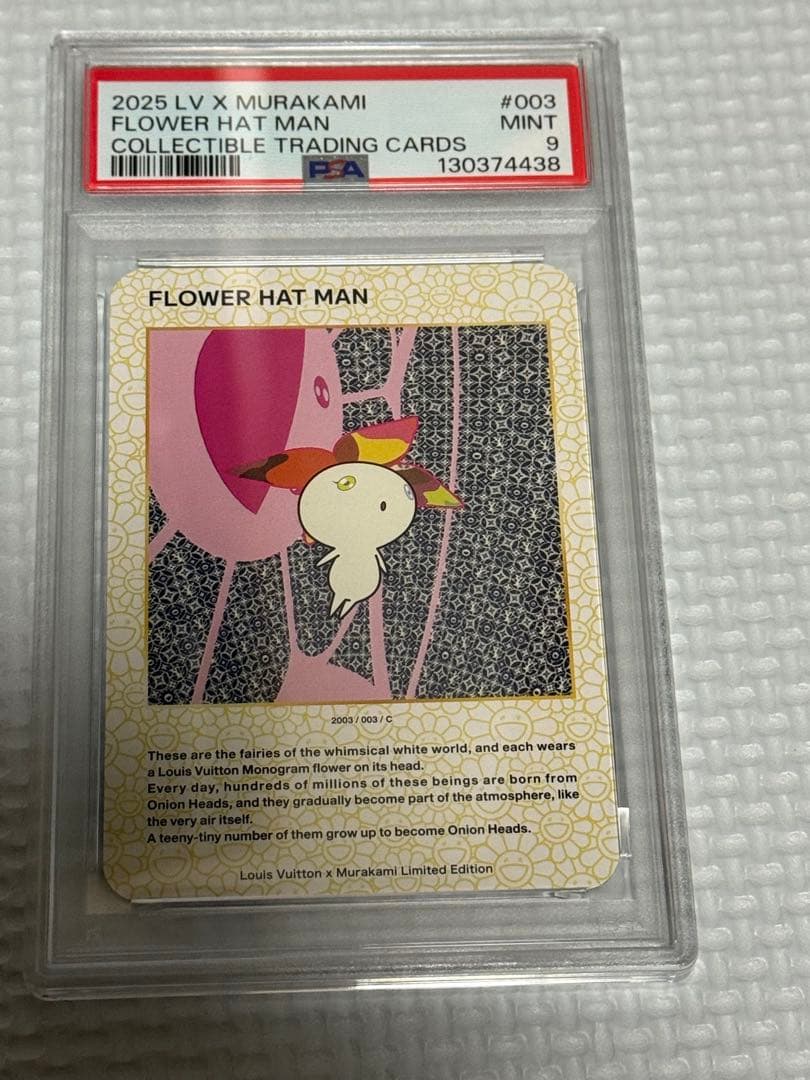 2025 LV X MURAKAMI #003
FLOWER HAT MAN MINT
COLLECTIBLE TRADING CARDS 9
PSA 130374438
FLOWER HAT MAN
2003 / 003 / C
These are the fairies of the whimsical white world, and each wears
a Louis Vuitton Monogram flower on its head.
Every day, hundreds of millions of these beings are born from
Onion Heads, and they gradually become part of the atmosphere, like
the very air itself.
A teeny-tiny number of them grow up to become Onion Heads.
Louis Vuitton x Murakami Limited Edition